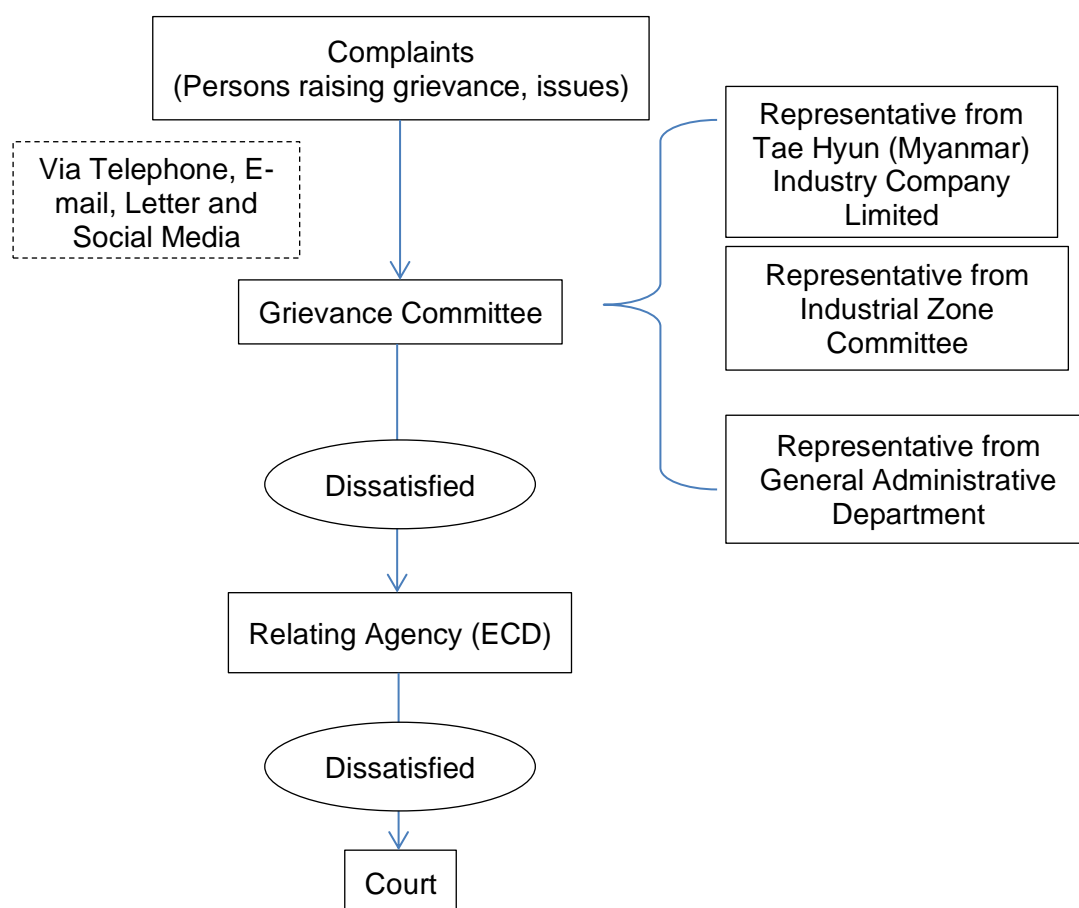 Complaints
(Persons raising grievance, issues)
Via Telephone, E-
mail, Letter and
Social Media
Representative from
Tae Hyun (Myanmar)
Industry Company
Limited
Grievance Committee
Representative from
Industrial Zone
Committee
Representative from
General Administrative
Department
Dissatisfied
Relating Agency (ECD)
Dissatisfied
Court